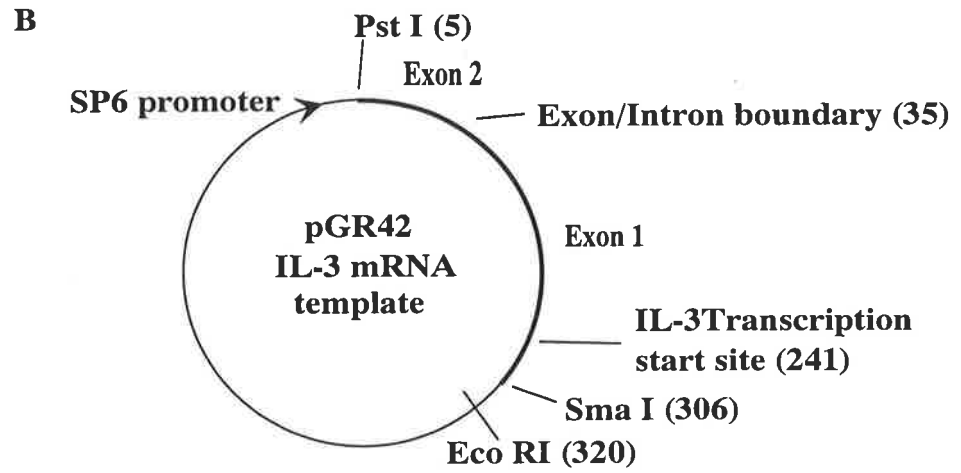 B
Pst I (5)
Exon 2
SP6 promoter
Exon/Intron boundary (35)
pGR42
IL-3 mRNA
template
Exon 1
IL-3Transcription
start site (241)
Sma I (306)
Eco RI (320)